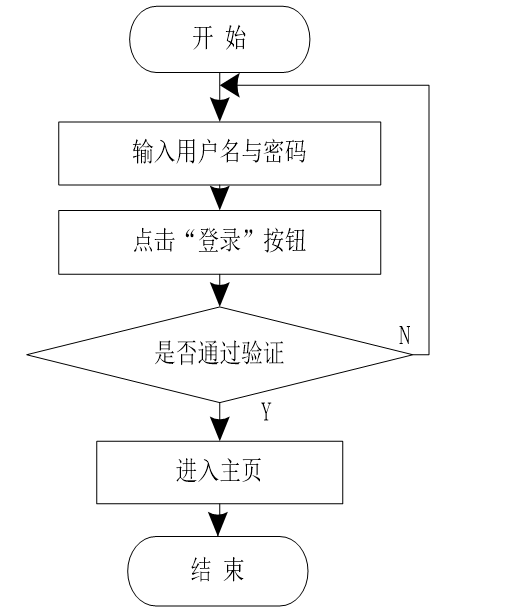 开 始
输入用户名与密码
点击“登录”按钮
是否通过验证
N
Y
进入主页
结 束